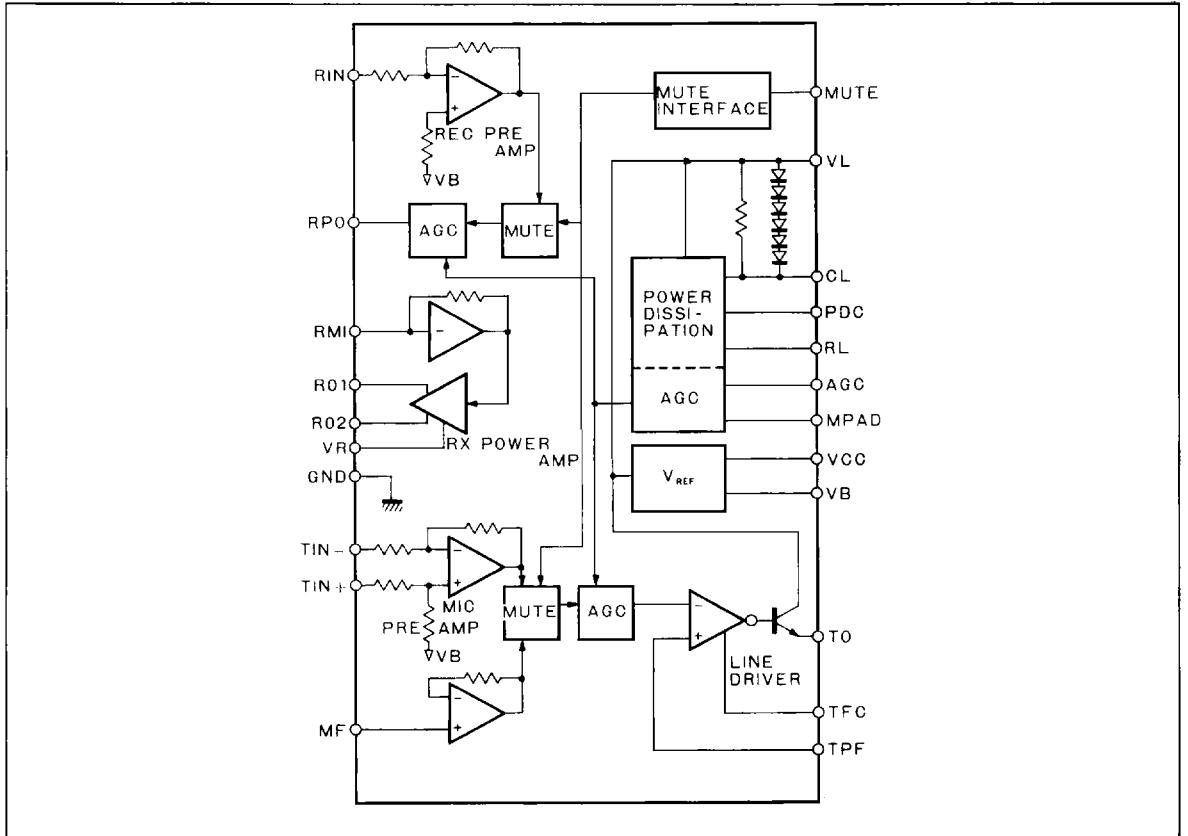 RIN
−
+
REC PRE
AMP
VB
MUTE
INTERFACE
MUTE
VL
RPO
AGC
MUTE
CL
POWER
DISSI-
PATION
PDC
RMI
−
RL
RO1
AGC
AGC
RO2
MPAD
VR
RX POWER
AMP
VCC
GND
VREF
VB
TIN−
−
TIN+
+
MIC
PRE AMP
VB
MUTE
AGC
−
+
TO
LINE
DRIVER
−
+
MF
TFC
TPF